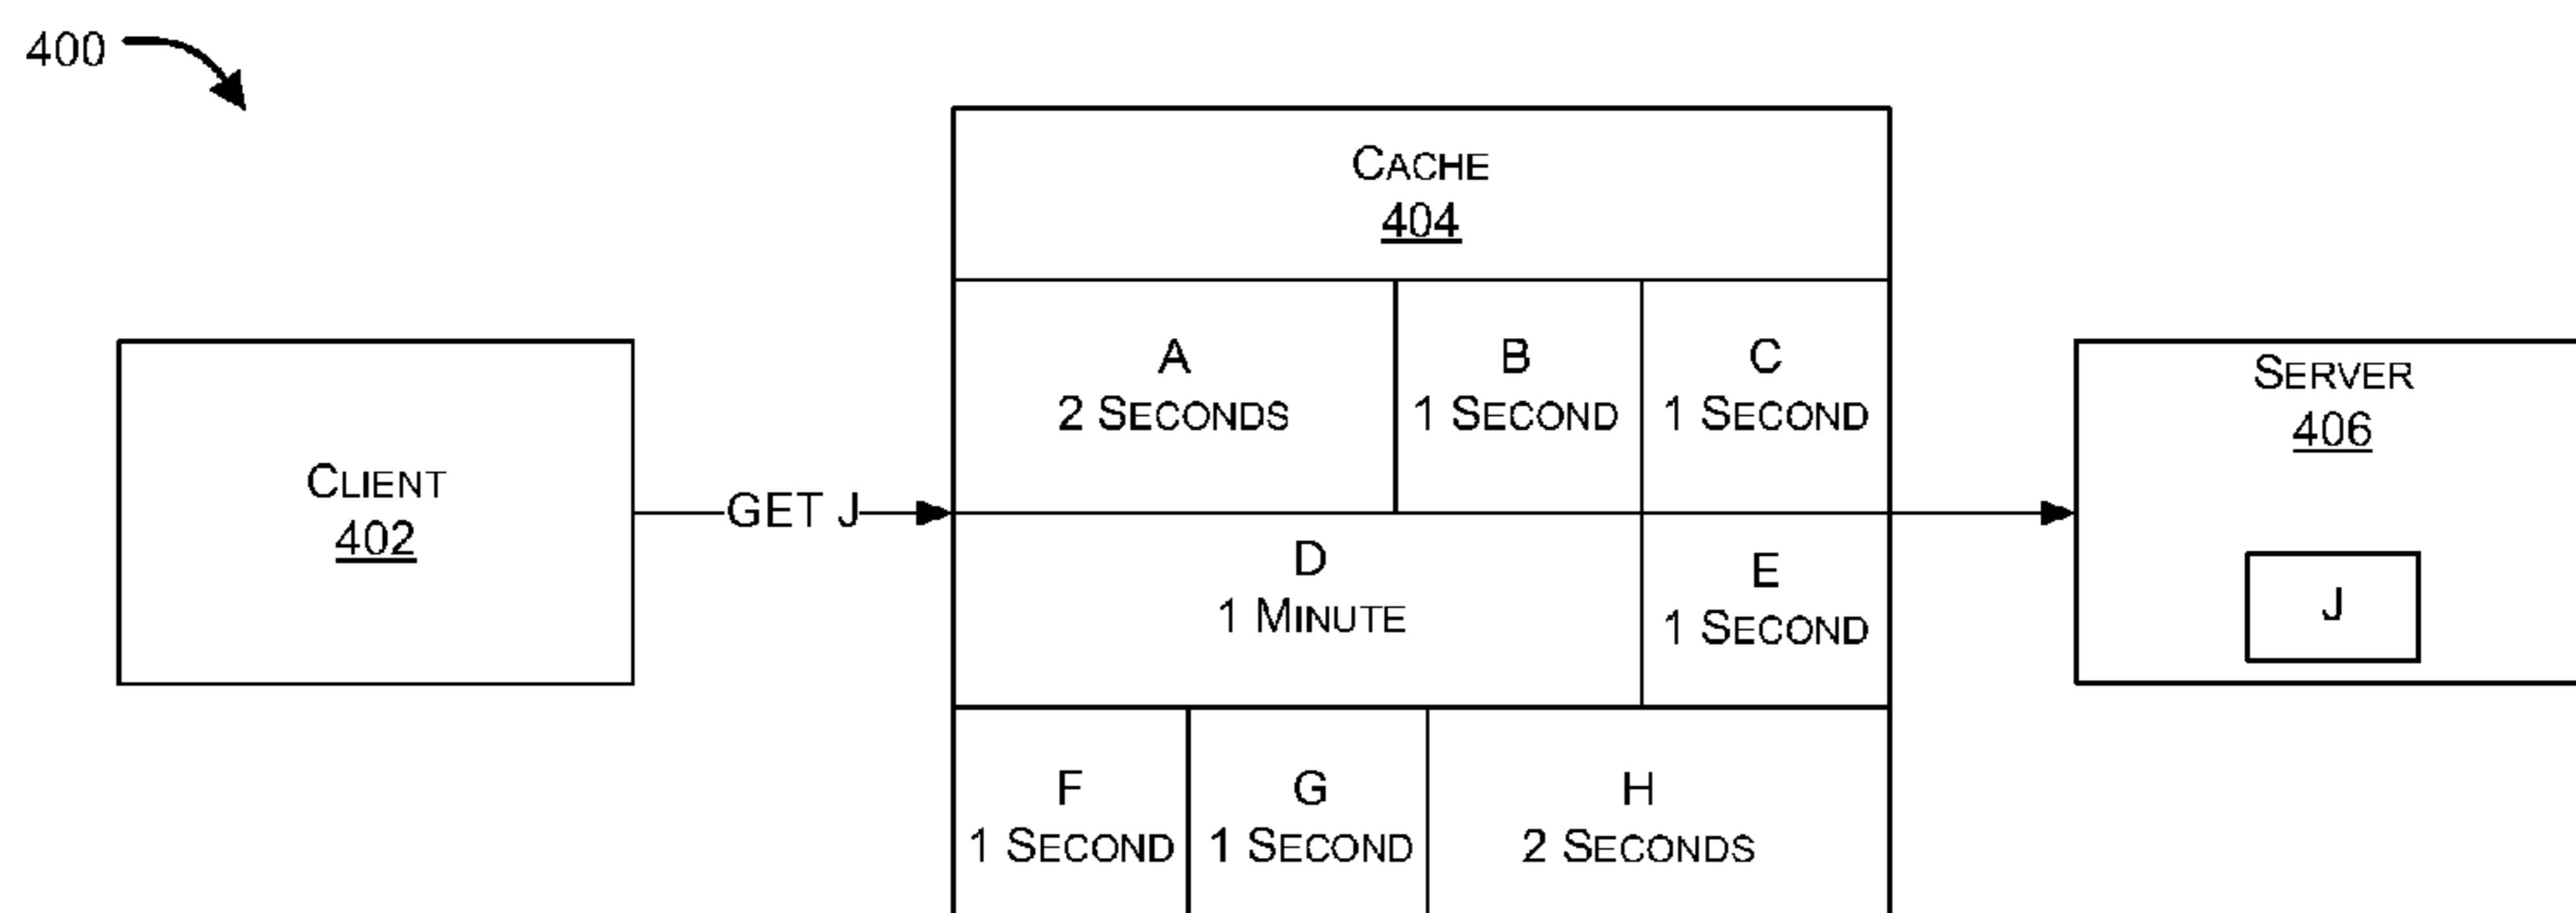 400
CACHE
404
A
2 SECONDS
B
1 SECOND
C
1 SECOND
CLIENT
402
GET J
D
1 MINUTE
E
1 SECOND
SERVER
406
J
F
1 SECOND
G
1 SECOND
H
2 SECONDS